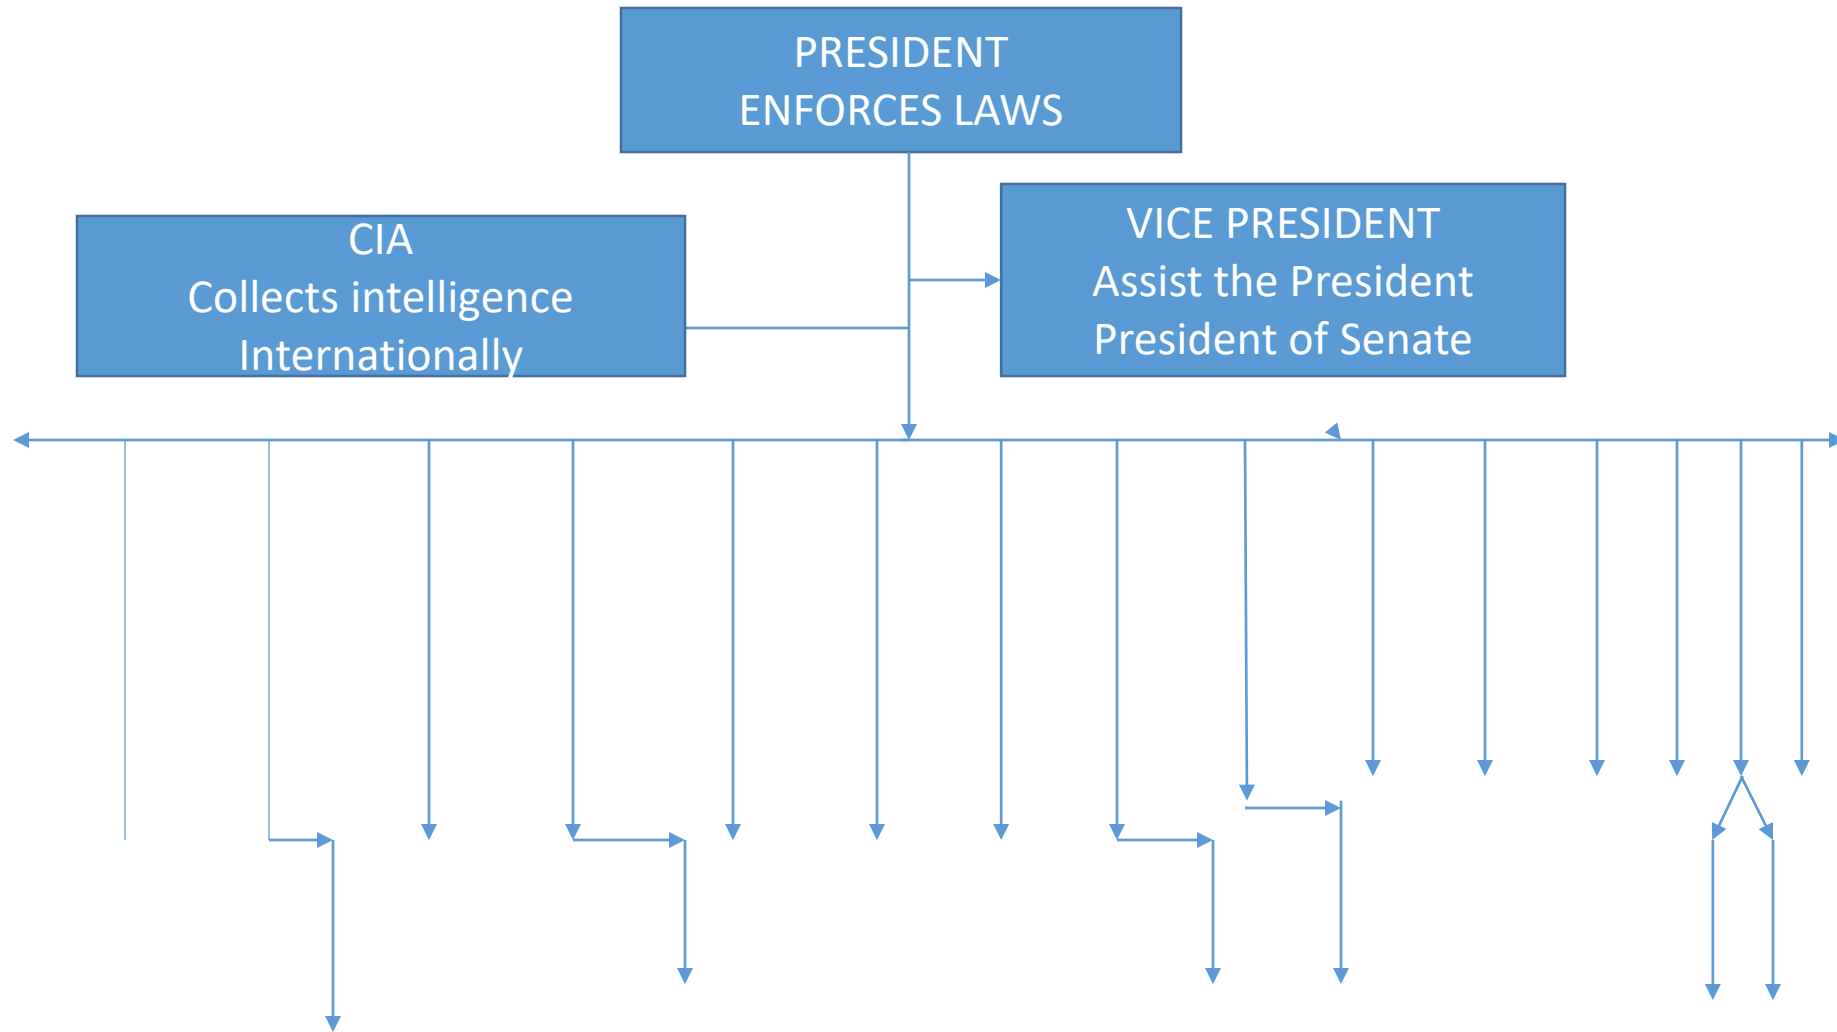 PRESIDENT
ENFORCES LAWS
CIA
Collects intelligence
Internationally
VICE PRESIDENT
Assist the President
President of Senate